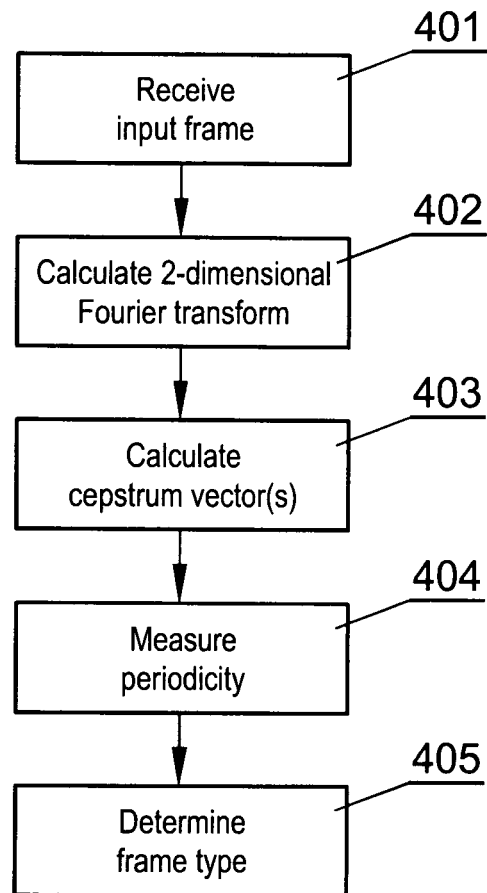 401
Receive
input frame
402
Calculate 2-dimensional
Fourier transform
403
Calculate
cepstrum vector(s)
404
Measure
periodicity
405
Determine
frame type